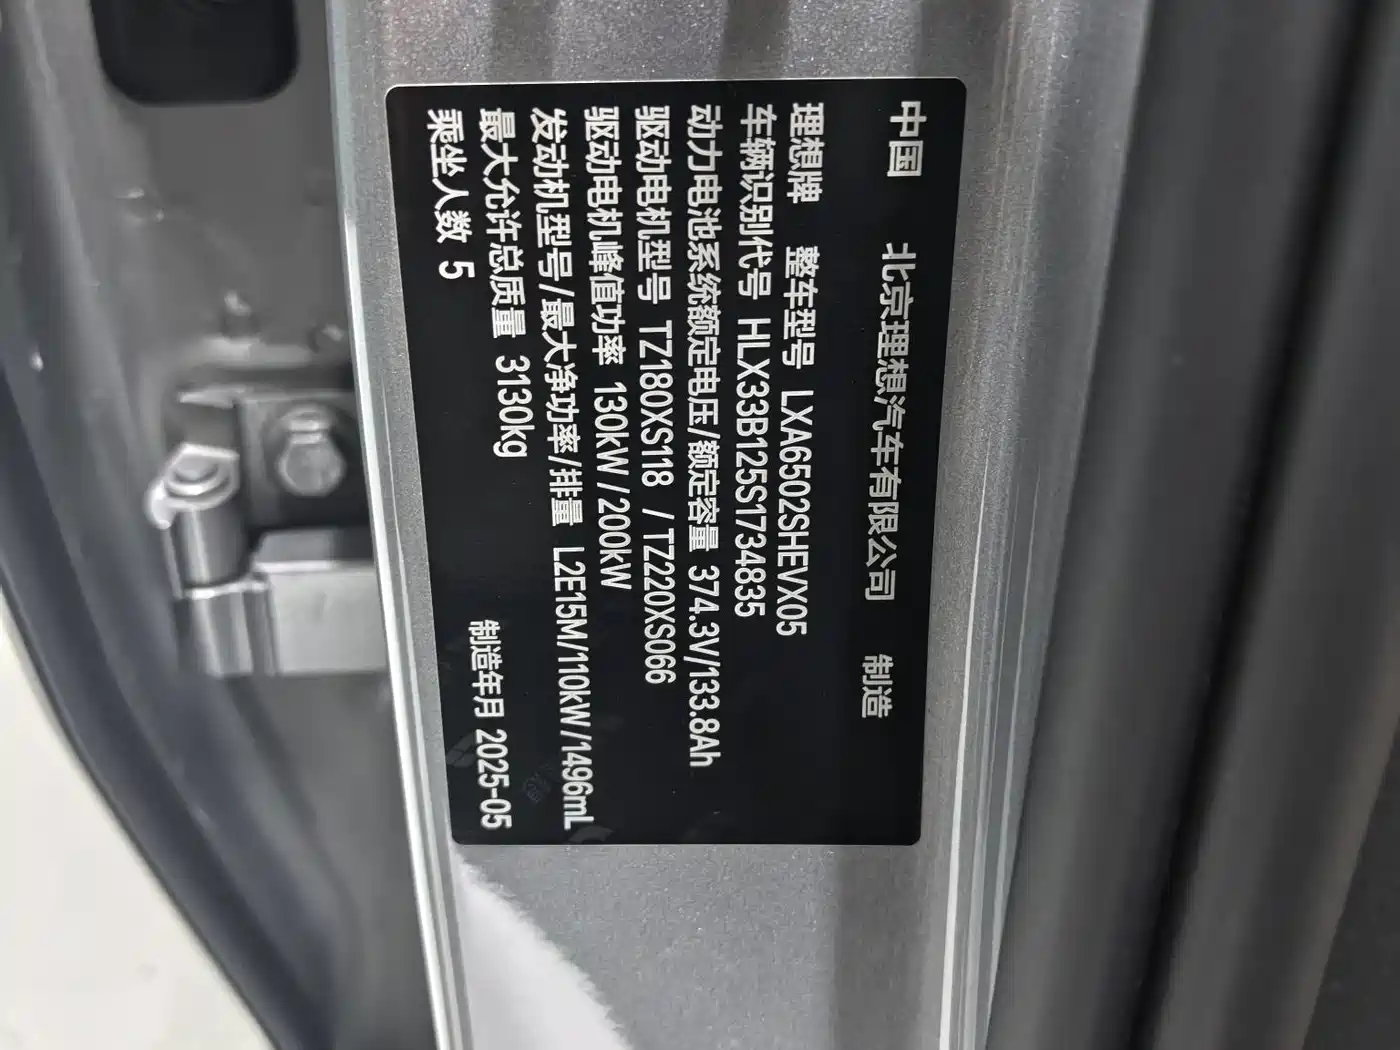 中国 北京理想汽车有限公司 制造
理想牌 整车型号 LXA6502SHEVX05
车辆识别代号 HLX33B125S1734835
动力电池系统额定电压/额定容量 374.3V/133.8Ah
驱动电机型号 TZ180XS118 /TZ220XS066
驱动电机峰值功率 130kW/200kW
发动机型号/最大净功率/排量 L2E15M/110kW/1496mL
最大允许总质量 3130kg
乘坐人数 5 制造年月 2025-05